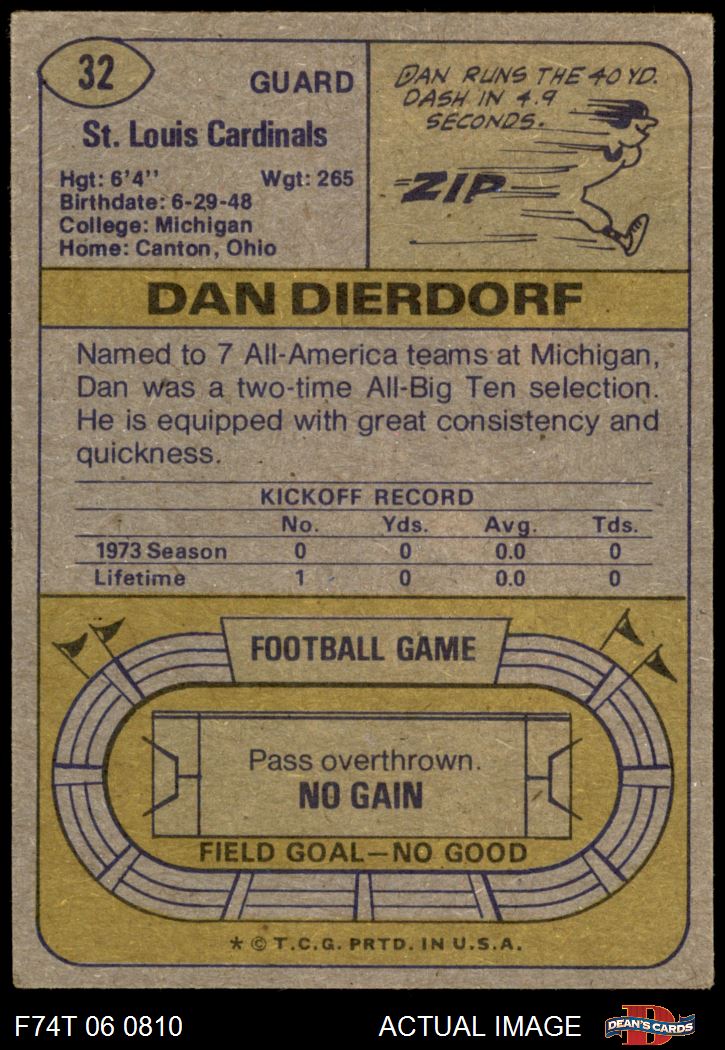 32
GUARD
St. Louis Cardinals
Hgt: 6'4" Wgt: 265
Birthdate: 6-29-48
College: Michigan
Home: Canton, Ohio
DAN RUNS THE 40 YD.
DASH IN 4.9
SECONDS.
ZIP
DAN DIERDORF
Named to 7 All-America teams at Michigan,
Dan was a two-time All-Big Ten selection.
He is equipped with great consistency and
quickness.
KICKOFF RECORD
No. Yds. Avg. Tds.
1973 Season 0 0 0.0 0
Lifetime 1 0 0.0 0
FOOTBALL GAME
Pass overthrown.
NO GAIN
FIELD GOAL—NO GOOD
* © T.C.G. PRTD. IN U.S.A.
F74T 06 0810 ACTUAL IMAGE
D
DEAN'S CARDS